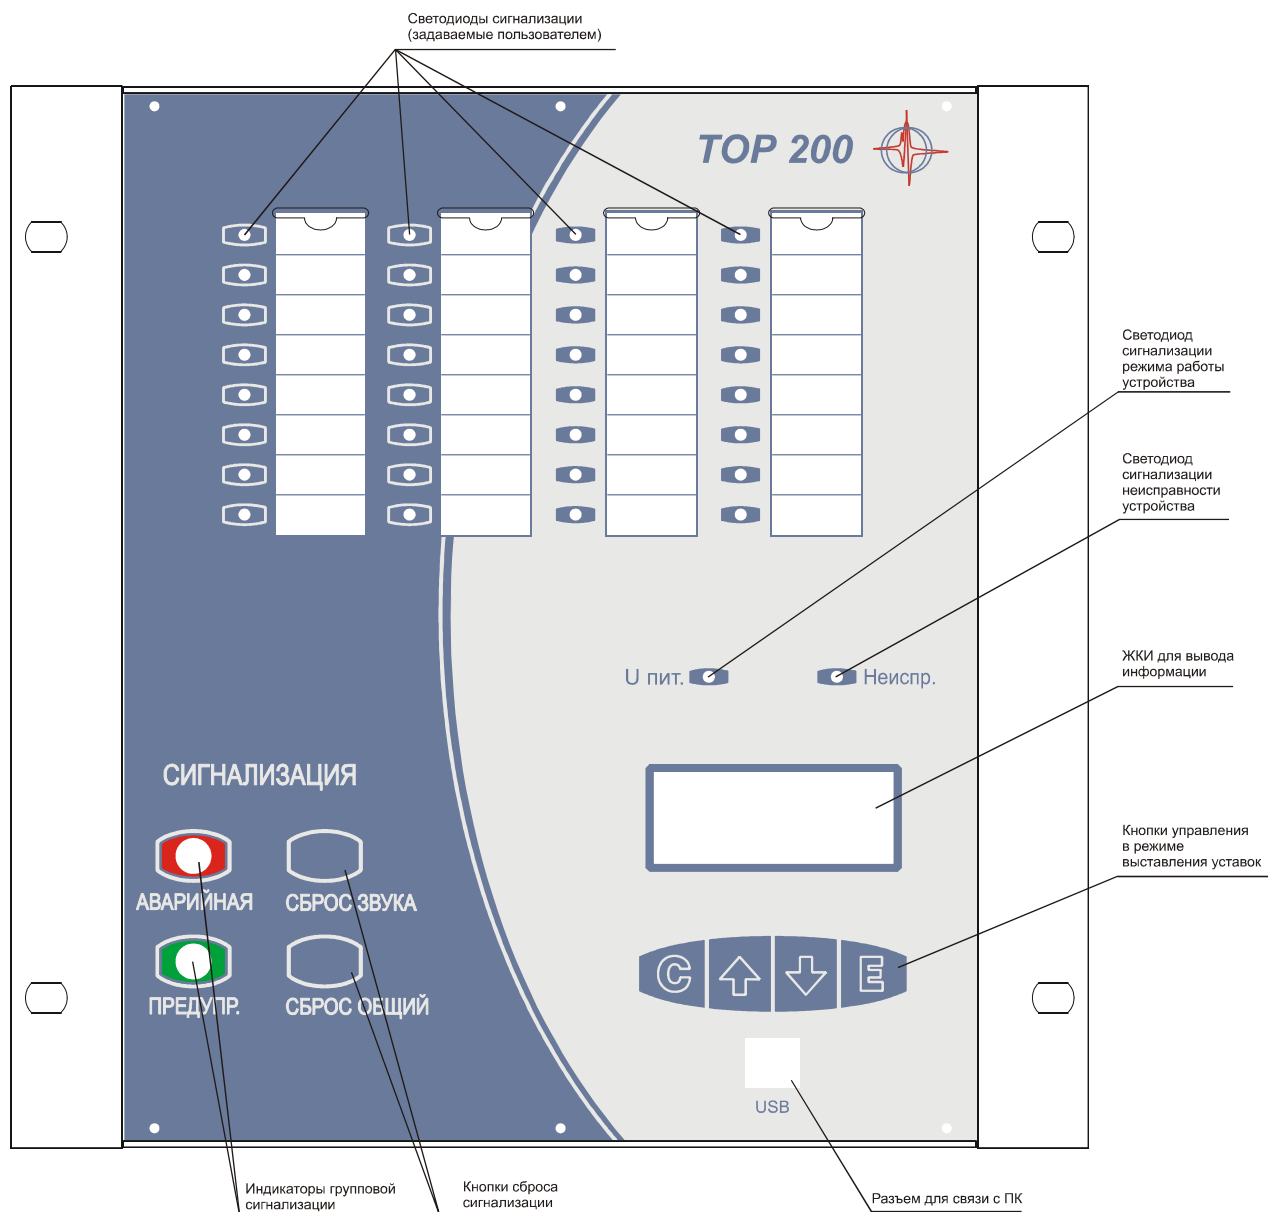 Светодиоды сигнализации
(задаваемые пользователем)
ТОР 200
Светодиод
сигнализации
режима работы
устройства
Светодиод
сигнализации
неисправности
устройства
U пит.
Неиспр.
ЖКИ для вывода
информации
СИГНАЛИЗАЦИЯ
Кнопки управления
в режиме
выставления уставок
АВАРИЙНАЯ
СБРОС ЗВУКА
С
Е
ПРЕДУПР.
СБРОС ОБЩИЙ
USB
Индикаторы групповой
сигнализации
Кнопки сброса
сигнализации
Разъем для связи с ПК